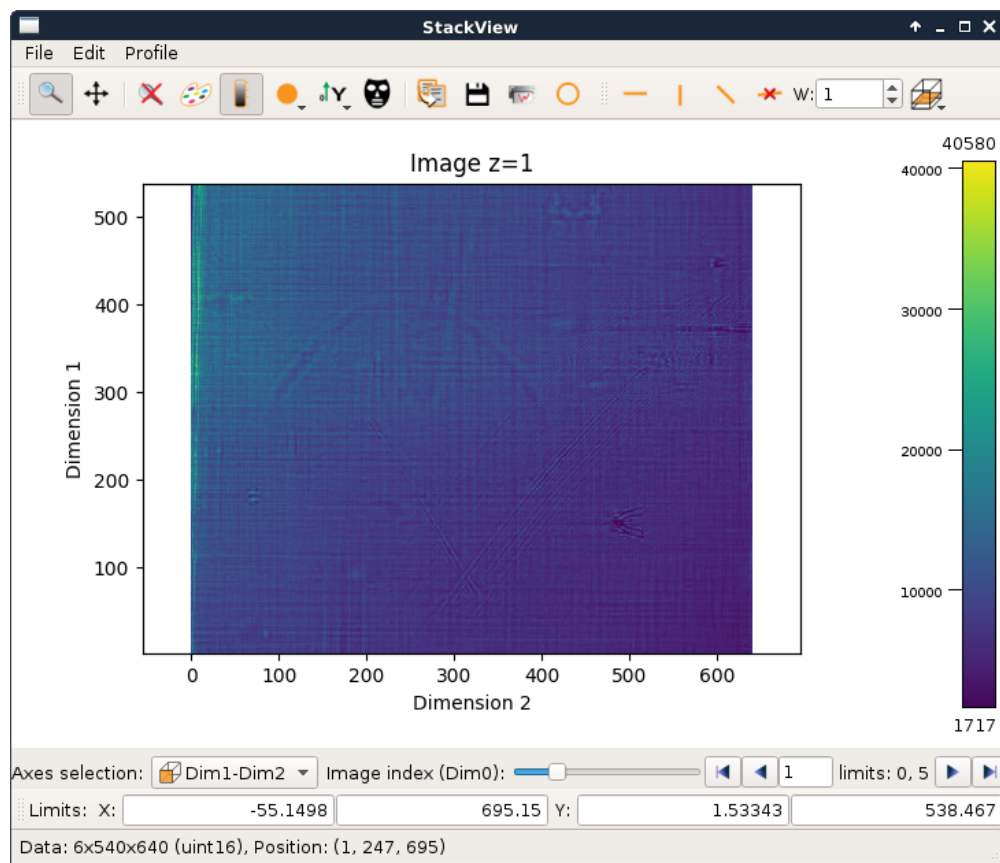 StackView
File Edit Profile
W: 1
Image z=1
40580
40000
30000
20000
10000
1717
500
400
300
200
100
Dimension 1
0 100 200 300 400 500 600
Dimension 2
Axes selection: Dim1-Dim2 Image index (Dim0): 1 limits: 0, 5
Limits: X: -55.1498 695.15 Y: 1.53343 538.467
Data: 6x540x640 (uint16), Position: (1, 247, 695)